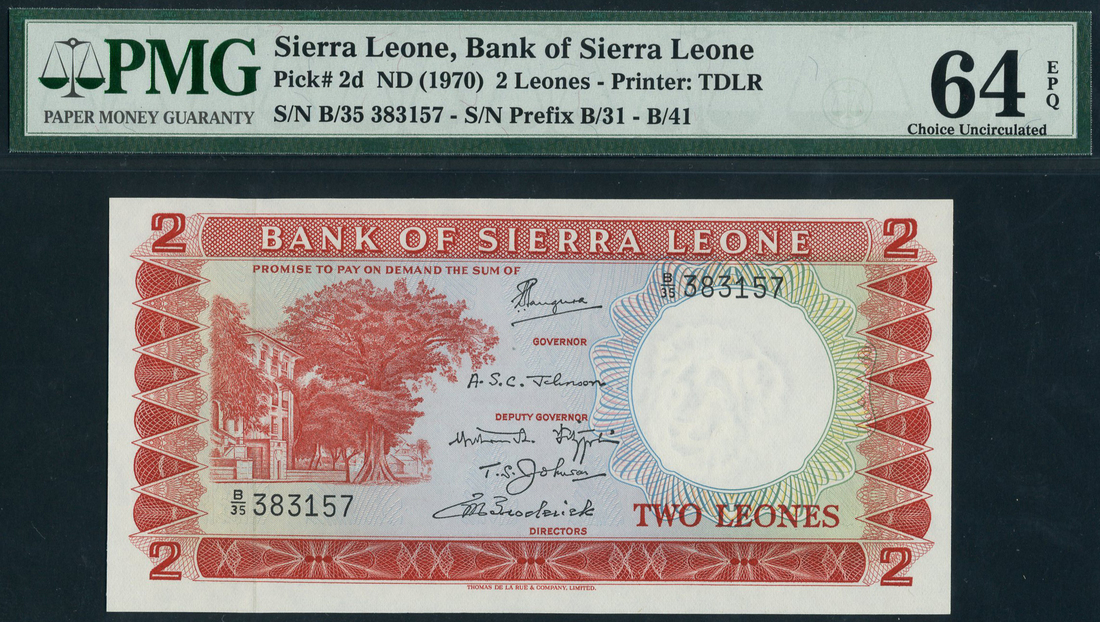 PMG
PAPER MONEY GUARANTY
Sierra Leone, Bank of Sierra Leone
Pick# 2d ND (1970) 2 Leones - Printer: TDLR
S/N B/35 383157 - S/N Prefix B/31 - B/41
64 EPQ
Choice Uncirculated
2 BANK OF SIERRA LEONE 2
PROMISE TO PAY ON DEMAND THE SUM OF
B/35 383157
GOVERNOR
A. S. C. Johnson
DEPUTY GOVERNOR
T. S. Johnson
B/35 383157
TWO LEONES
DIRECTORS
2 2
THOMAS DE LA RUE & COMPANY, LIMITED.